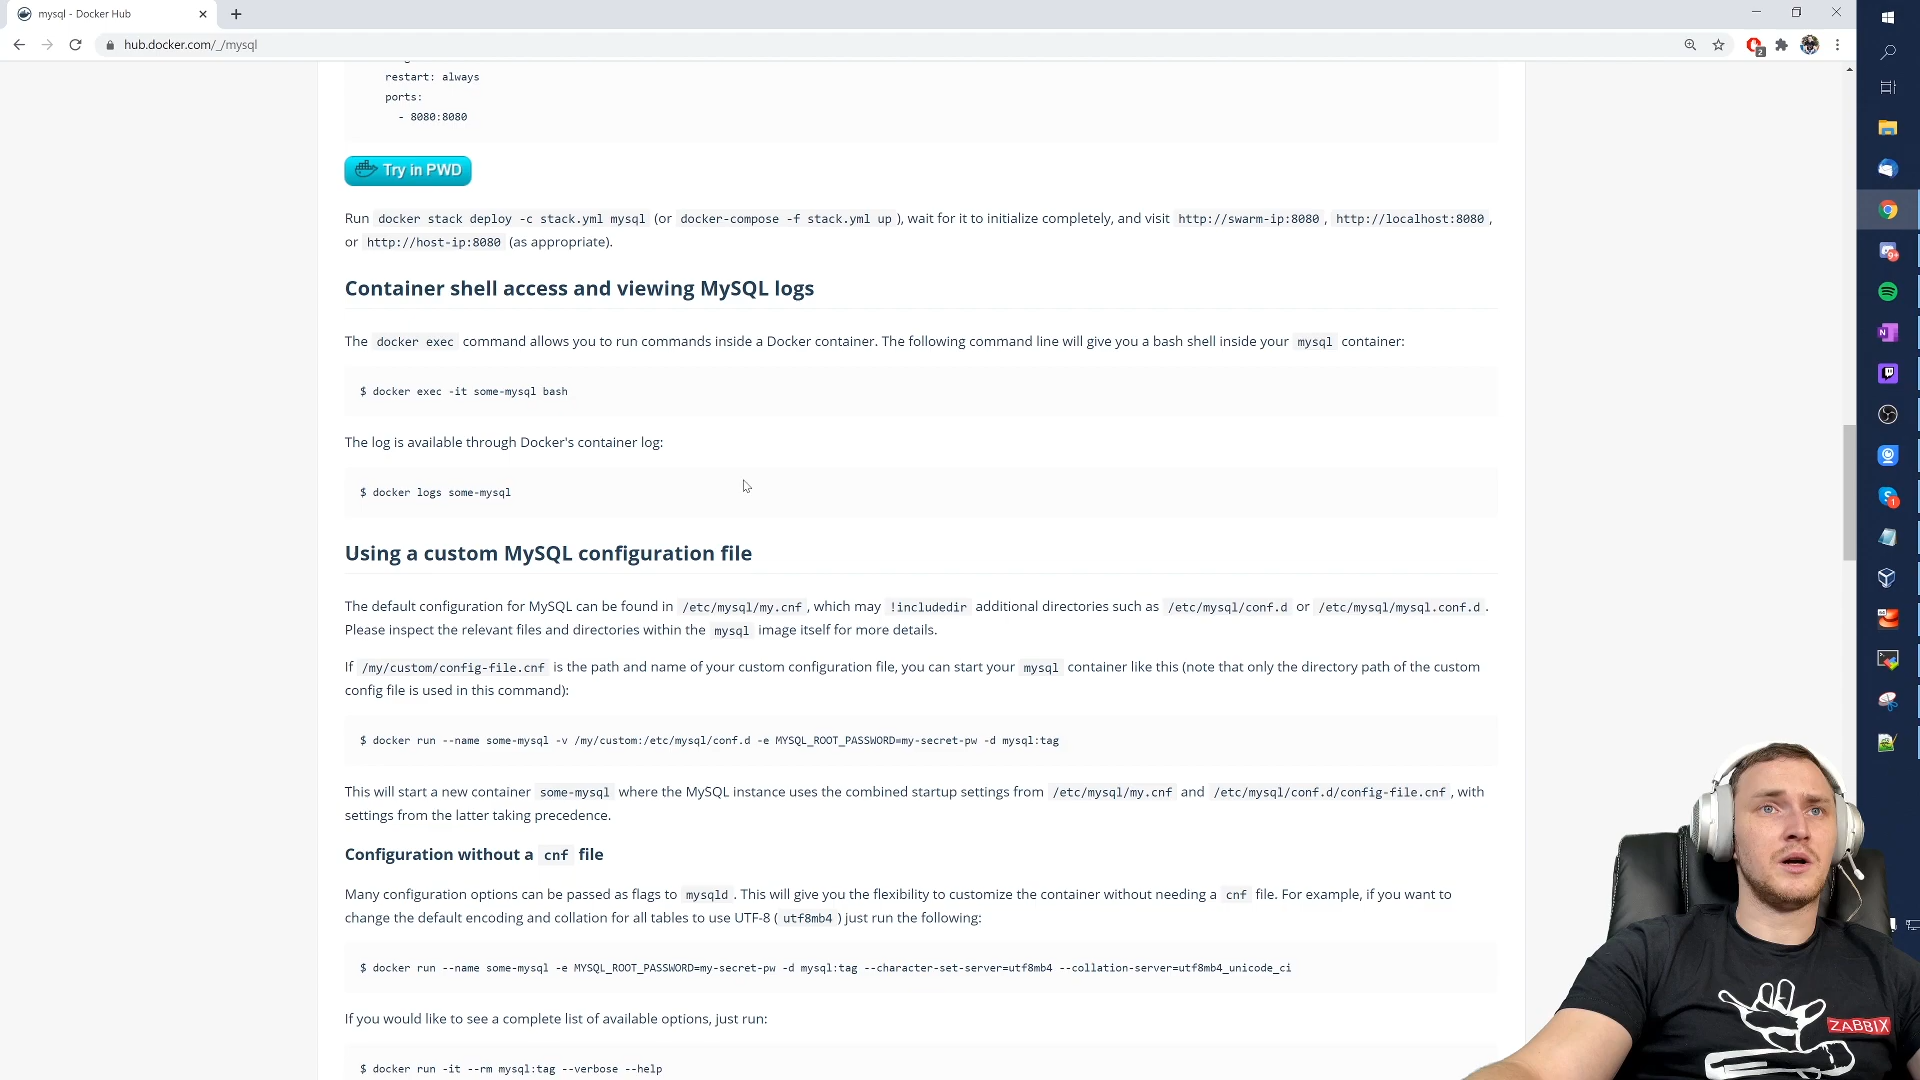 mysql - Docker Hub
hub.docker.com/_/mysql
2
restart: always
ports:
- 8080:8080
Try in PWD
Run docker stack deploy -c stack.yml mysql (or docker-compose -f stack.yml up ), wait for it to initialize completely, and visit http://swarm-ip:8080 , http://localhost:8080 ,
or http://host-ip:8080 (as appropriate).
Container shell access and viewing MySQL logs
The docker exec command allows you to run commands inside a Docker container. The following command line will give you a bash shell inside your mysql container:
$ docker exec -it some-mysql bash
The log is available through Docker's container log:
$ docker logs some-mysql
Using a custom MySQL configuration file
The default configuration for MySQL can be found in /etc/mysql/my.cnf , which may !includedir additional directories such as /etc/mysql/conf.d or /etc/mysql/mysql.conf.d .
Please inspect the relevant files and directories within the mysql image itself for more details.
If /my/custom/config-file.cnf is the path and name of your custom configuration file, you can start your mysql container like this (note that only the directory path of the custom
config file is used in this command):
$ docker run --name some-mysql -v /my/custom:/etc/mysql/conf.d -e MYSQL_ROOT_PASSWORD=my-secret-pw -d mysql:tag
This will start a new container some-mysql where the MySQL instance uses the combined startup settings from /etc/mysql/my.cnf and /etc/mysql/conf.d/config-file.cnf , with
settings from the latter taking precedence.
Configuration without a cnf file
Many configuration options can be passed as flags to mysqld . This will give you the flexibility to customize the container without needing a cnf file. For example, if you want to
change the default encoding and collation for all tables to use UTF-8 ( utf8mb4 ) just run the following:
$ docker run --name some-mysql -e MYSQL_ROOT_PASSWORD=my-secret-pw -d mysql:tag --character-set-server=utf8mb4 --collation-server=utf8mb4_unicode_ci
If you would like to see a complete list of available options, just run:
$ docker run -it --rm mysql:tag --verbose --help
9+
1
ZABBIX